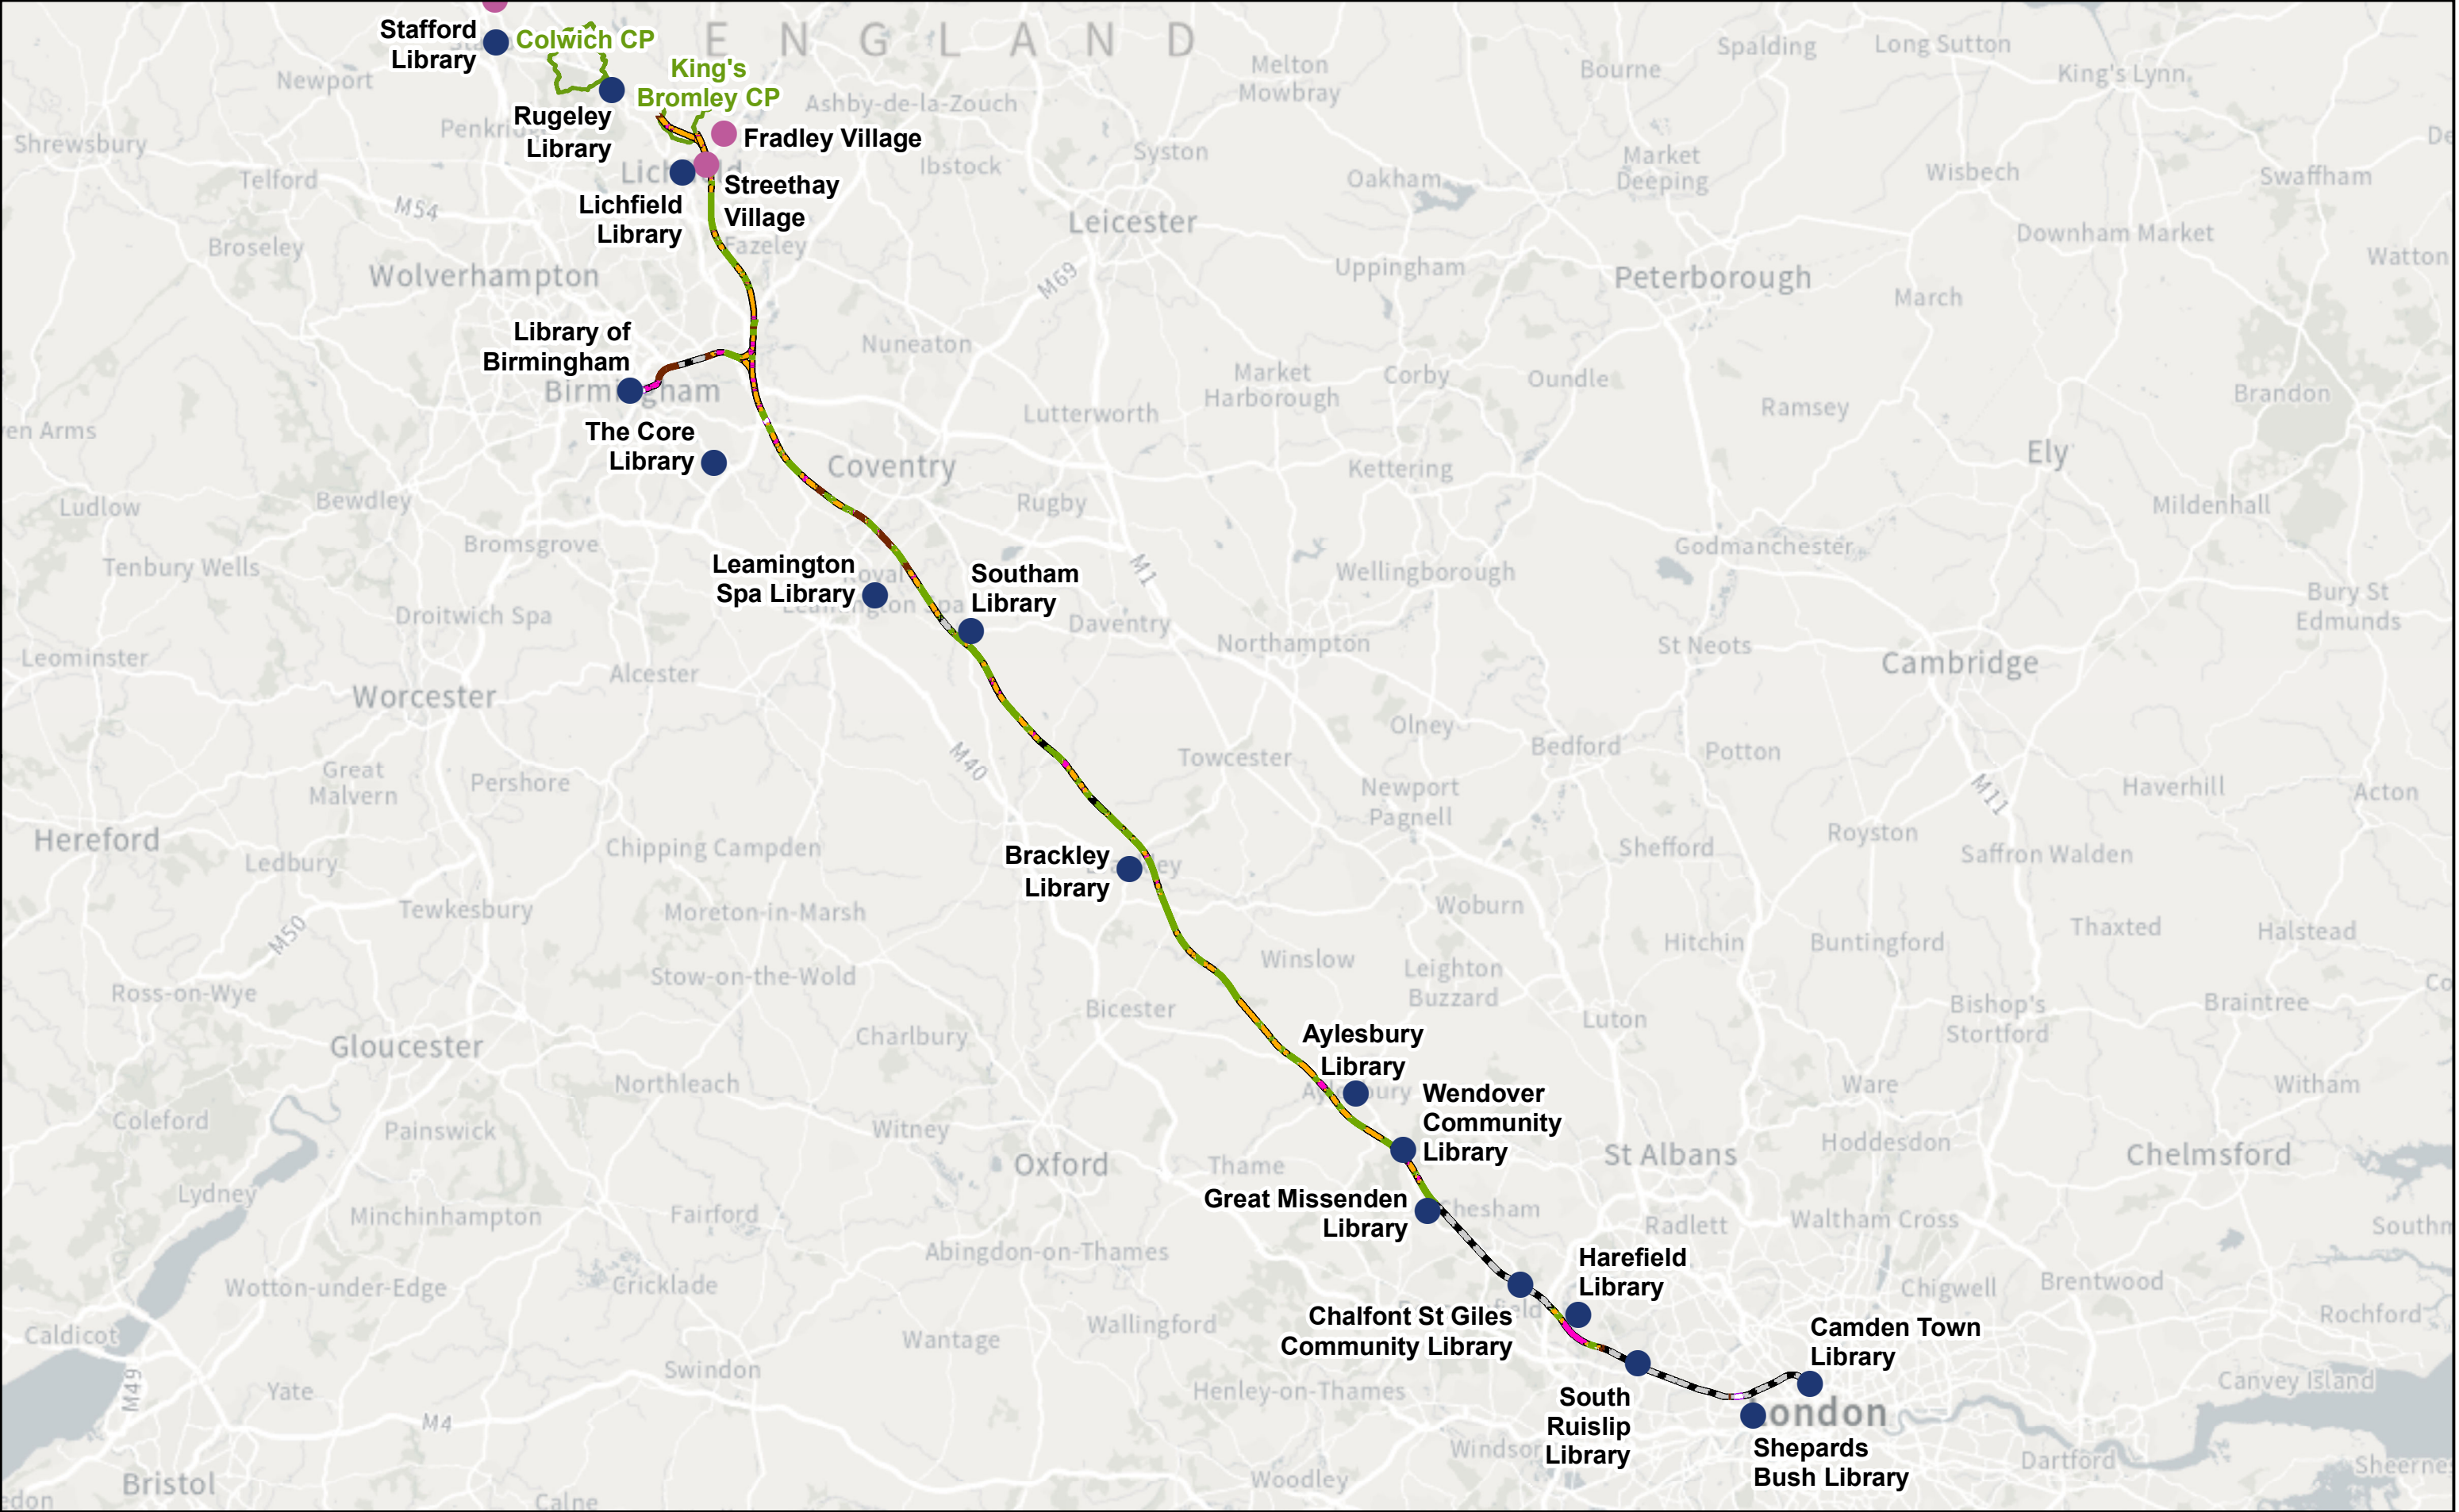 ENGLAND
Stafford
Library
Colwich CP
King's
Bromley CP
Rugeley
Library
Fradley Village
Streethay
Village
Lichfield
Library
Library of
Birmingham
The Core
Library
Leamington
Spa Library
Southam
Library
Brackley
Library
Aylesbury
Library
Wendover
Community
Library
Great Missenden
Library
Harefield
Library
Chalfont St Giles
Community Library
Camden Town
Library
South
Ruislip
Library
Shepards
Bush Library
Newport
Shrewsbury
Telford
M54
Broseley
Wolverhampton
Birmingham
Fazeley
Ashby-de-la-Zouch
Ibstock
Melton
Mowbray
Syston
Leicester
M69
Nuneaton
Lutterworth
Coventry
Rugby
Bourne
Spalding
Long Sutton
King's Lynn
Market
Deeping
Oakham
Wisbech
Swaffham
Uppingham
Downham Market
Watton
Peterborough
March
Market
Harborough
Corby
Oundle
Ramsey
Brandon
Kettering
Ely
Mildenhall
Godmanchester
Wellingborough
Bury St
Edmunds
M1
Daventry
Northampton
St Neots
Cambridge
Ludlow
Bewdley
Bromsgrove
Tenbury Wells
Droitwich Spa
Leominster
Alcester
Worcester
Royal
Great
Malvern
Pershore
M40
Towcester
Olney
Bedford
Potton
Newport
Pagnell
M11
Haverhill
Acton
Hereford
Ledbury
Chipping Campden
Shefford
Royston
Saffron Walden
Tewkesbury
Moreton-in-Marsh
Woburn
Hitchin
Buntingford
Thaxted
Halstead
M50
Stow-on-the-Wold
Winslow
Leighton
Buzzard
Ross-on-Wye
Bicester
Luton
Bishop's
Stortford
Braintree
Gloucester
Charlbury
Northleach
Ware
Witham
Coleford
Painswick
Witney
Oxford
Thame
St Albans
Hoddesdon
Chelmsford
Lydney
Minchinhampton
Fairford
Chesham
Radlett
Waltham Cross
Abingdon-on-Thames
Wotton-under-Edge
Cricklade
Chigwell
Brentwood
Rochford
Caldicot
Wantage
Wallingford
Swindon
M49
Yate
M4
Henley-on-Thames
London
Canvey Island
Windsor
Woodley
Dartford
Bristol
Calne